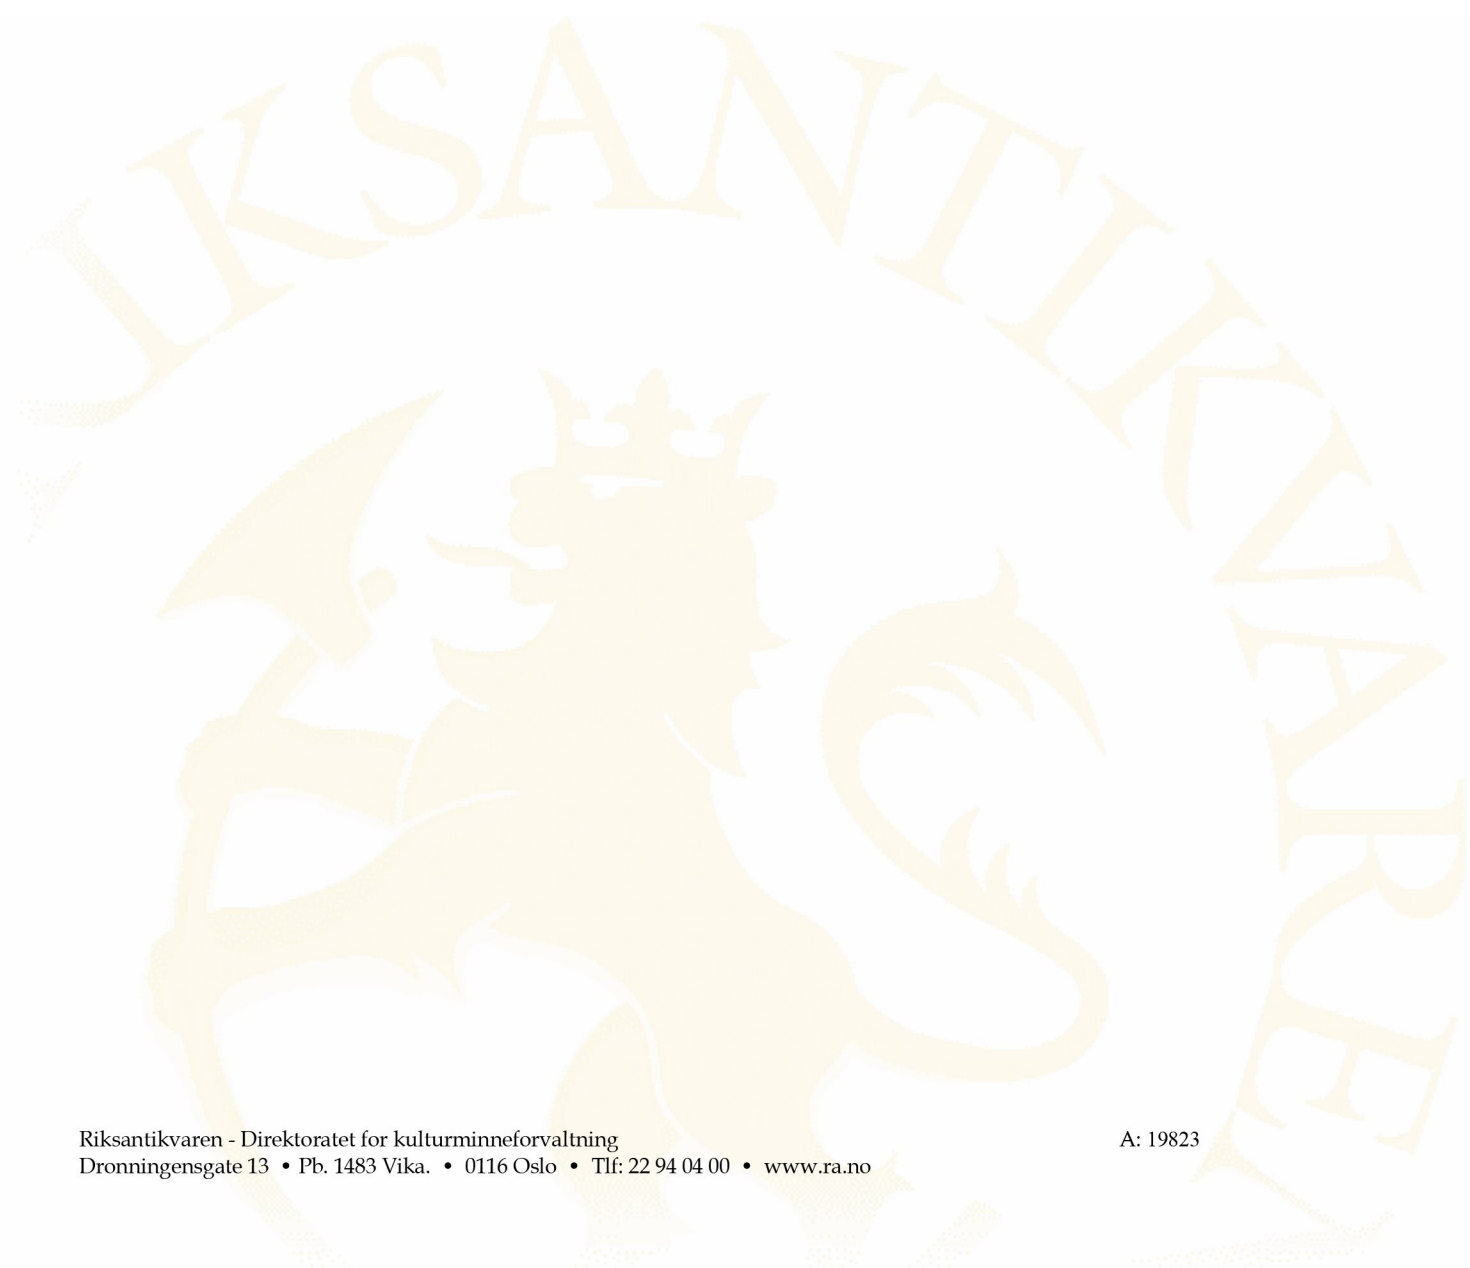 RIKSANTIKVAREN
Riksantikvaren - Direktoratet for kulturminneforvaltning
A: 19823
Dronningensgate 13 • Pb. 1483 Vika. • 0116 Oslo • Tlf: 22 94 04 00 • www.ra.no